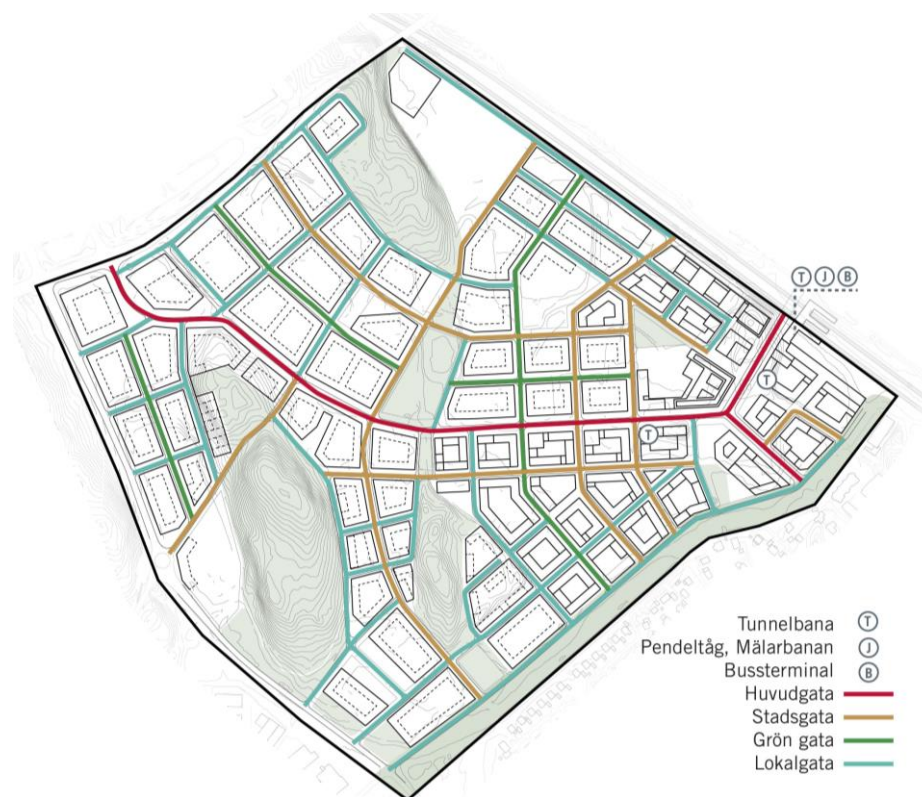 T J B
T
T
Tunnelbana T
Pendeltåg, Mälarbanan J
Bussterminal B
Huvudgata
Stadsgata
Grön gata
Lokalgata